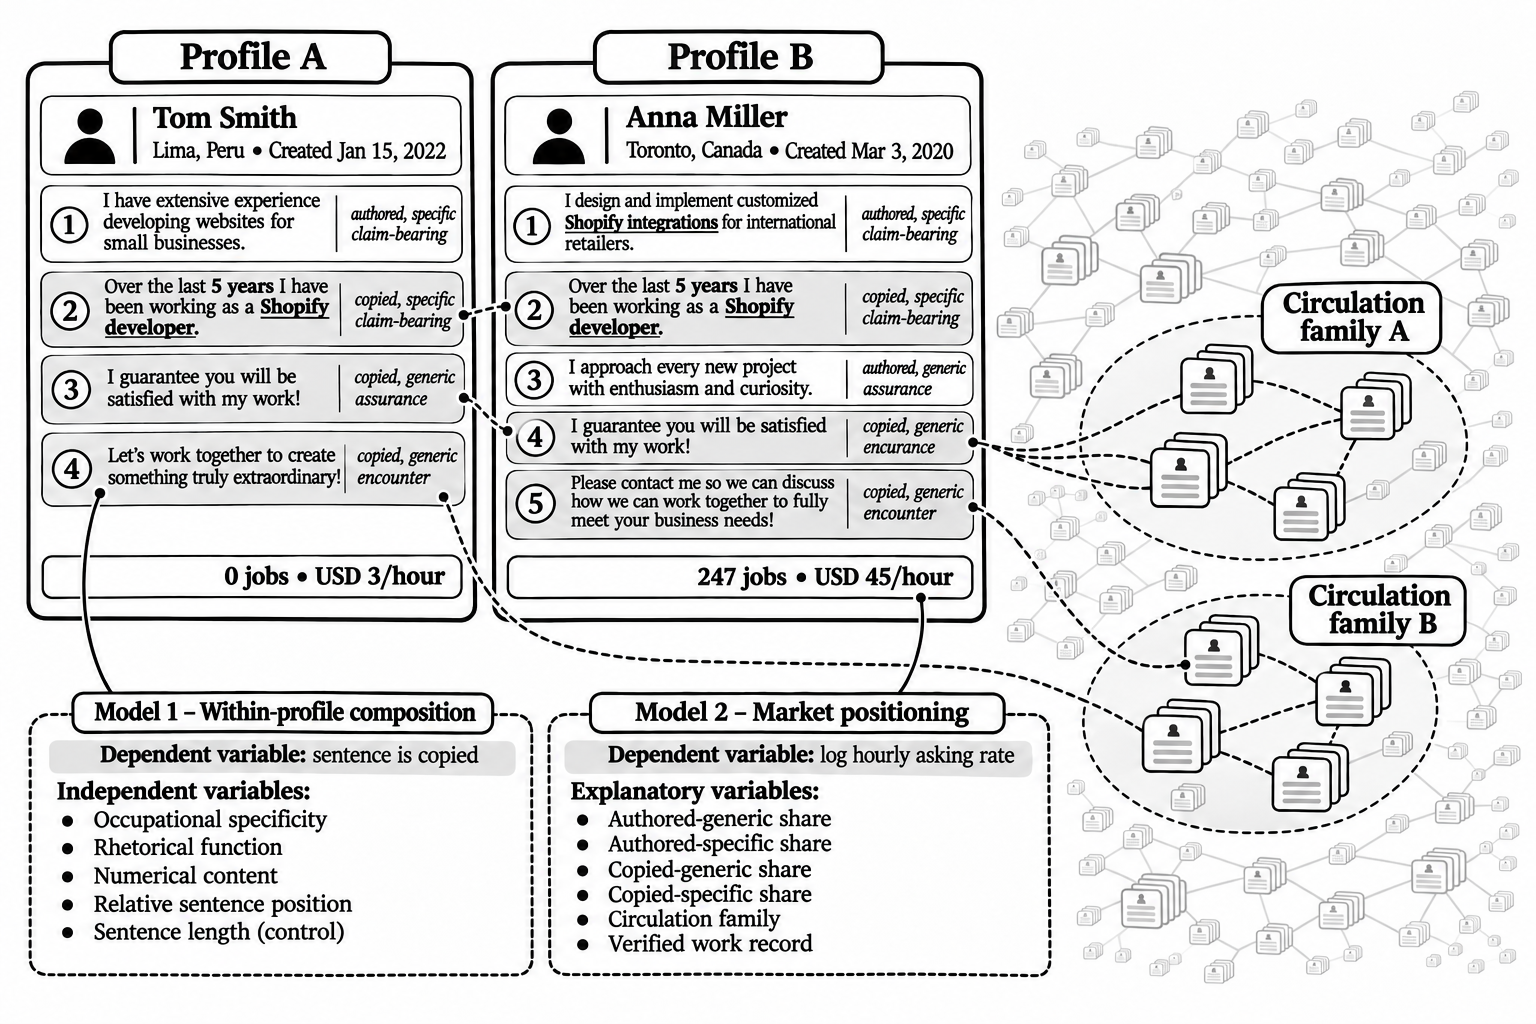 Profile A
Tom Smith
Lima, Peru • Created Jan 15, 2022
1
I have extensive experience
developing websites for
small businesses.
authored, specific
claim-bearing
2
Over the last 5 years I have
been working as a Shopify
developer.
copied, specific
claim-bearing
3
I guarantee you will be
satisfied with my work!
copied, generic
assurance
4
Let's work together to create
something truly extraordinary!
copied, generic
encounter
0 jobs • USD 3/hour
Profile B
Anna Miller
Toronto, Canada • Created Mar 3, 2020
1
I design and implement customized
Shopify integrations for international
retailers.
authored, specific
claim-bearing
2
Over the last 5 years I have
been working as a Shopify
developer.
copied, specific
claim-bearing
3
I approach every new project
with enthusiasm and curiosity.
authored, generic
assurance
4
I guarantee you will be satisfied
with my work!
copied, generic
encurance
5
Please contact me so we can discuss
how we can work together to fully
meet your business needs!
copied, generic
encounter
247 jobs • USD 45/hour
Circulation
family A
Circulation
family B
Model 1 – Within-profile composition
Dependent variable: sentence is copied
Independent variables:
• Occupational specificity
• Rhetorical function
• Numerical content
• Relative sentence position
• Sentence length (control)
Model 2 – Market positioning
Dependent variable: log hourly asking rate
Explanatory variables:
• Authored-generic share
• Authored-specific share
• Copied-generic share
• Copied-specific share
• Circulation family
• Verified work record